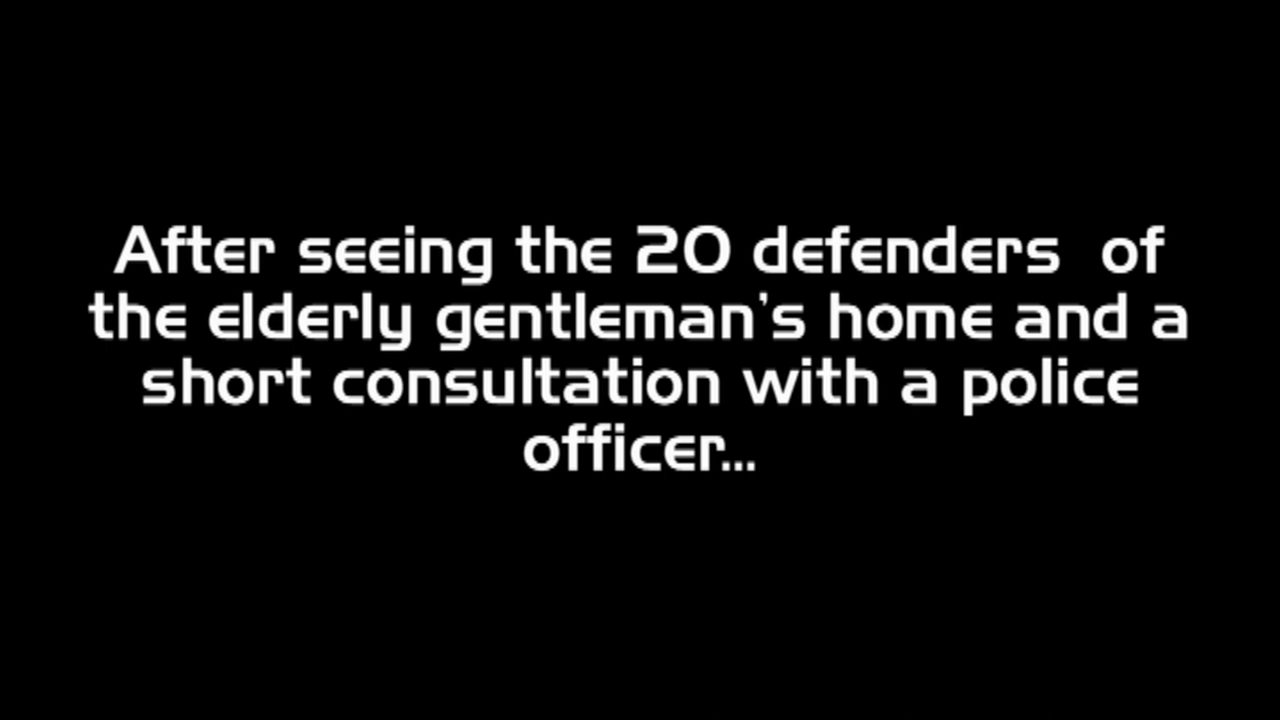 After seeing the 20 defenders  of
the elderly gentleman's home and a
short consultation with a police
officer...